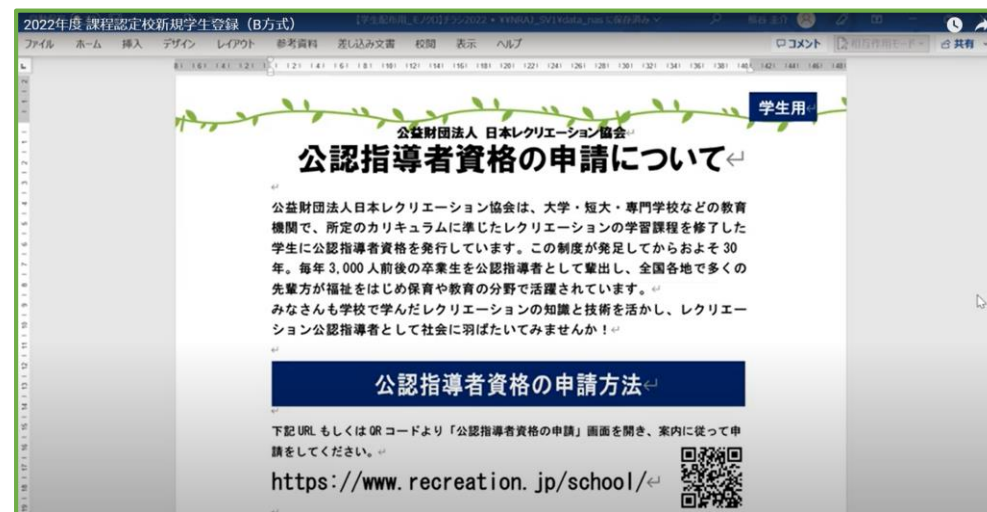 2022年度 課程認定校新規学生登録（B方式）
ファイル ホーム 挿入 デザイン レイアウト 参考資料 差し込み文書 校閲 表示 ヘルプ
コメント
共有
学生用
公益財団法人 日本レクリエーション協会
公認指導者資格の申請について
公益財団法人日本レクリエーション協会は、大学・短大・専門学校などの教育
機関で、所定のカリキュラムに準じたレクリエーションの学習課程を修了した
学生に公認指導者資格を発行しています。この制度が発足してからおよそ30
年。毎年3,000人前後の卒業生を公認指導者として輩出し、全国各地で多くの
先輩方が福祉をはじめ保育や教育の分野で活躍されています。
みなさんも学校で学んだレクリエーションの知識と技術を活かし、レクリエー
ション公認指導者として社会に羽ばたいてみませんか！
公認指導者資格の申請方法
下記URLもしくはQRコードより「公認指導者資格の申請」画面を開き、案内に従って申
請をしてください。
https://www.recreation.jp/school/